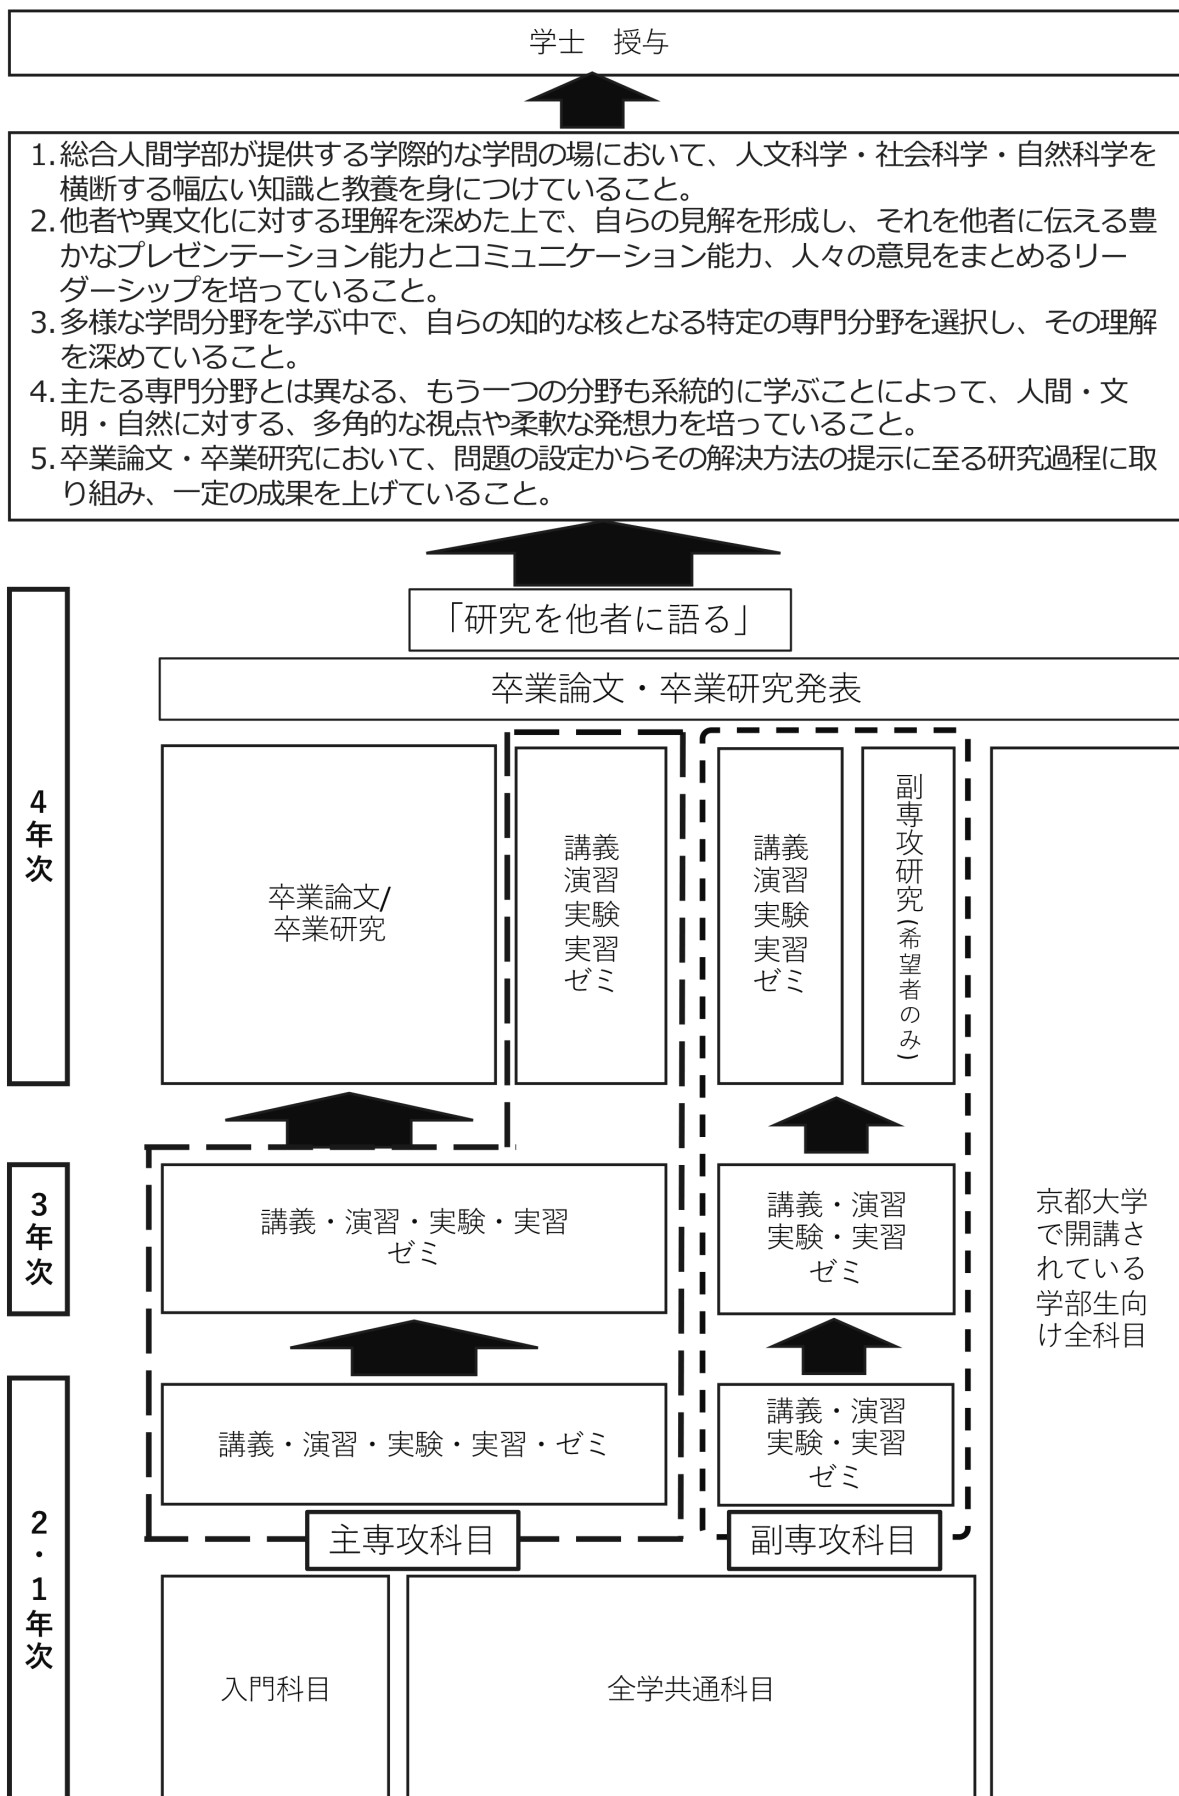 学士　授与
1. 総合人間学部が提供する学際的な学問の場において、人文科学・社会科学・自然科学を
横断する幅広い知識と教養を身につけていること。
2. 他者や異文化に対する理解を深めた上で、自らの見解を形成し、それを他者に伝える豊
かなプレゼンテーション能力とコミュニケーション能力、人々の意見をまとめるリー
ダーシップを培っていること。
3. 多様な学問分野を学ぶ中で、自らの知的な核となる特定の専門分野を選択し、その理解
を深めていること。
4. 主たる専門分野とは異なる、もう一つの分野も系統的に学ぶことによって、人間・文
明・自然に対する、多角的な視点や柔軟な発想力を培っていること。
5. 卒業論文・卒業研究において、問題の設定からその解決方法の提示に至る研究過程に取
り組み、一定の成果を上げていること。
「研究を他者に語る」
卒業論文・卒業研究発表
4年次
卒業論文/
卒業研究
講義
演習
実験
実習
ゼミ
講義
演習
実験
実習
ゼミ
副専攻研究(希望者のみ)
3年次
講義・演習・実験・実習
ゼミ
講義・演習
実験・実習
ゼミ
京都大学
で開講さ
れている
学部生向
け全科目
2・1年次
講義・演習・実験・実習・ゼミ
講義・演習
実験・実習
ゼミ
主専攻科目
副専攻科目
入門科目
全学共通科目